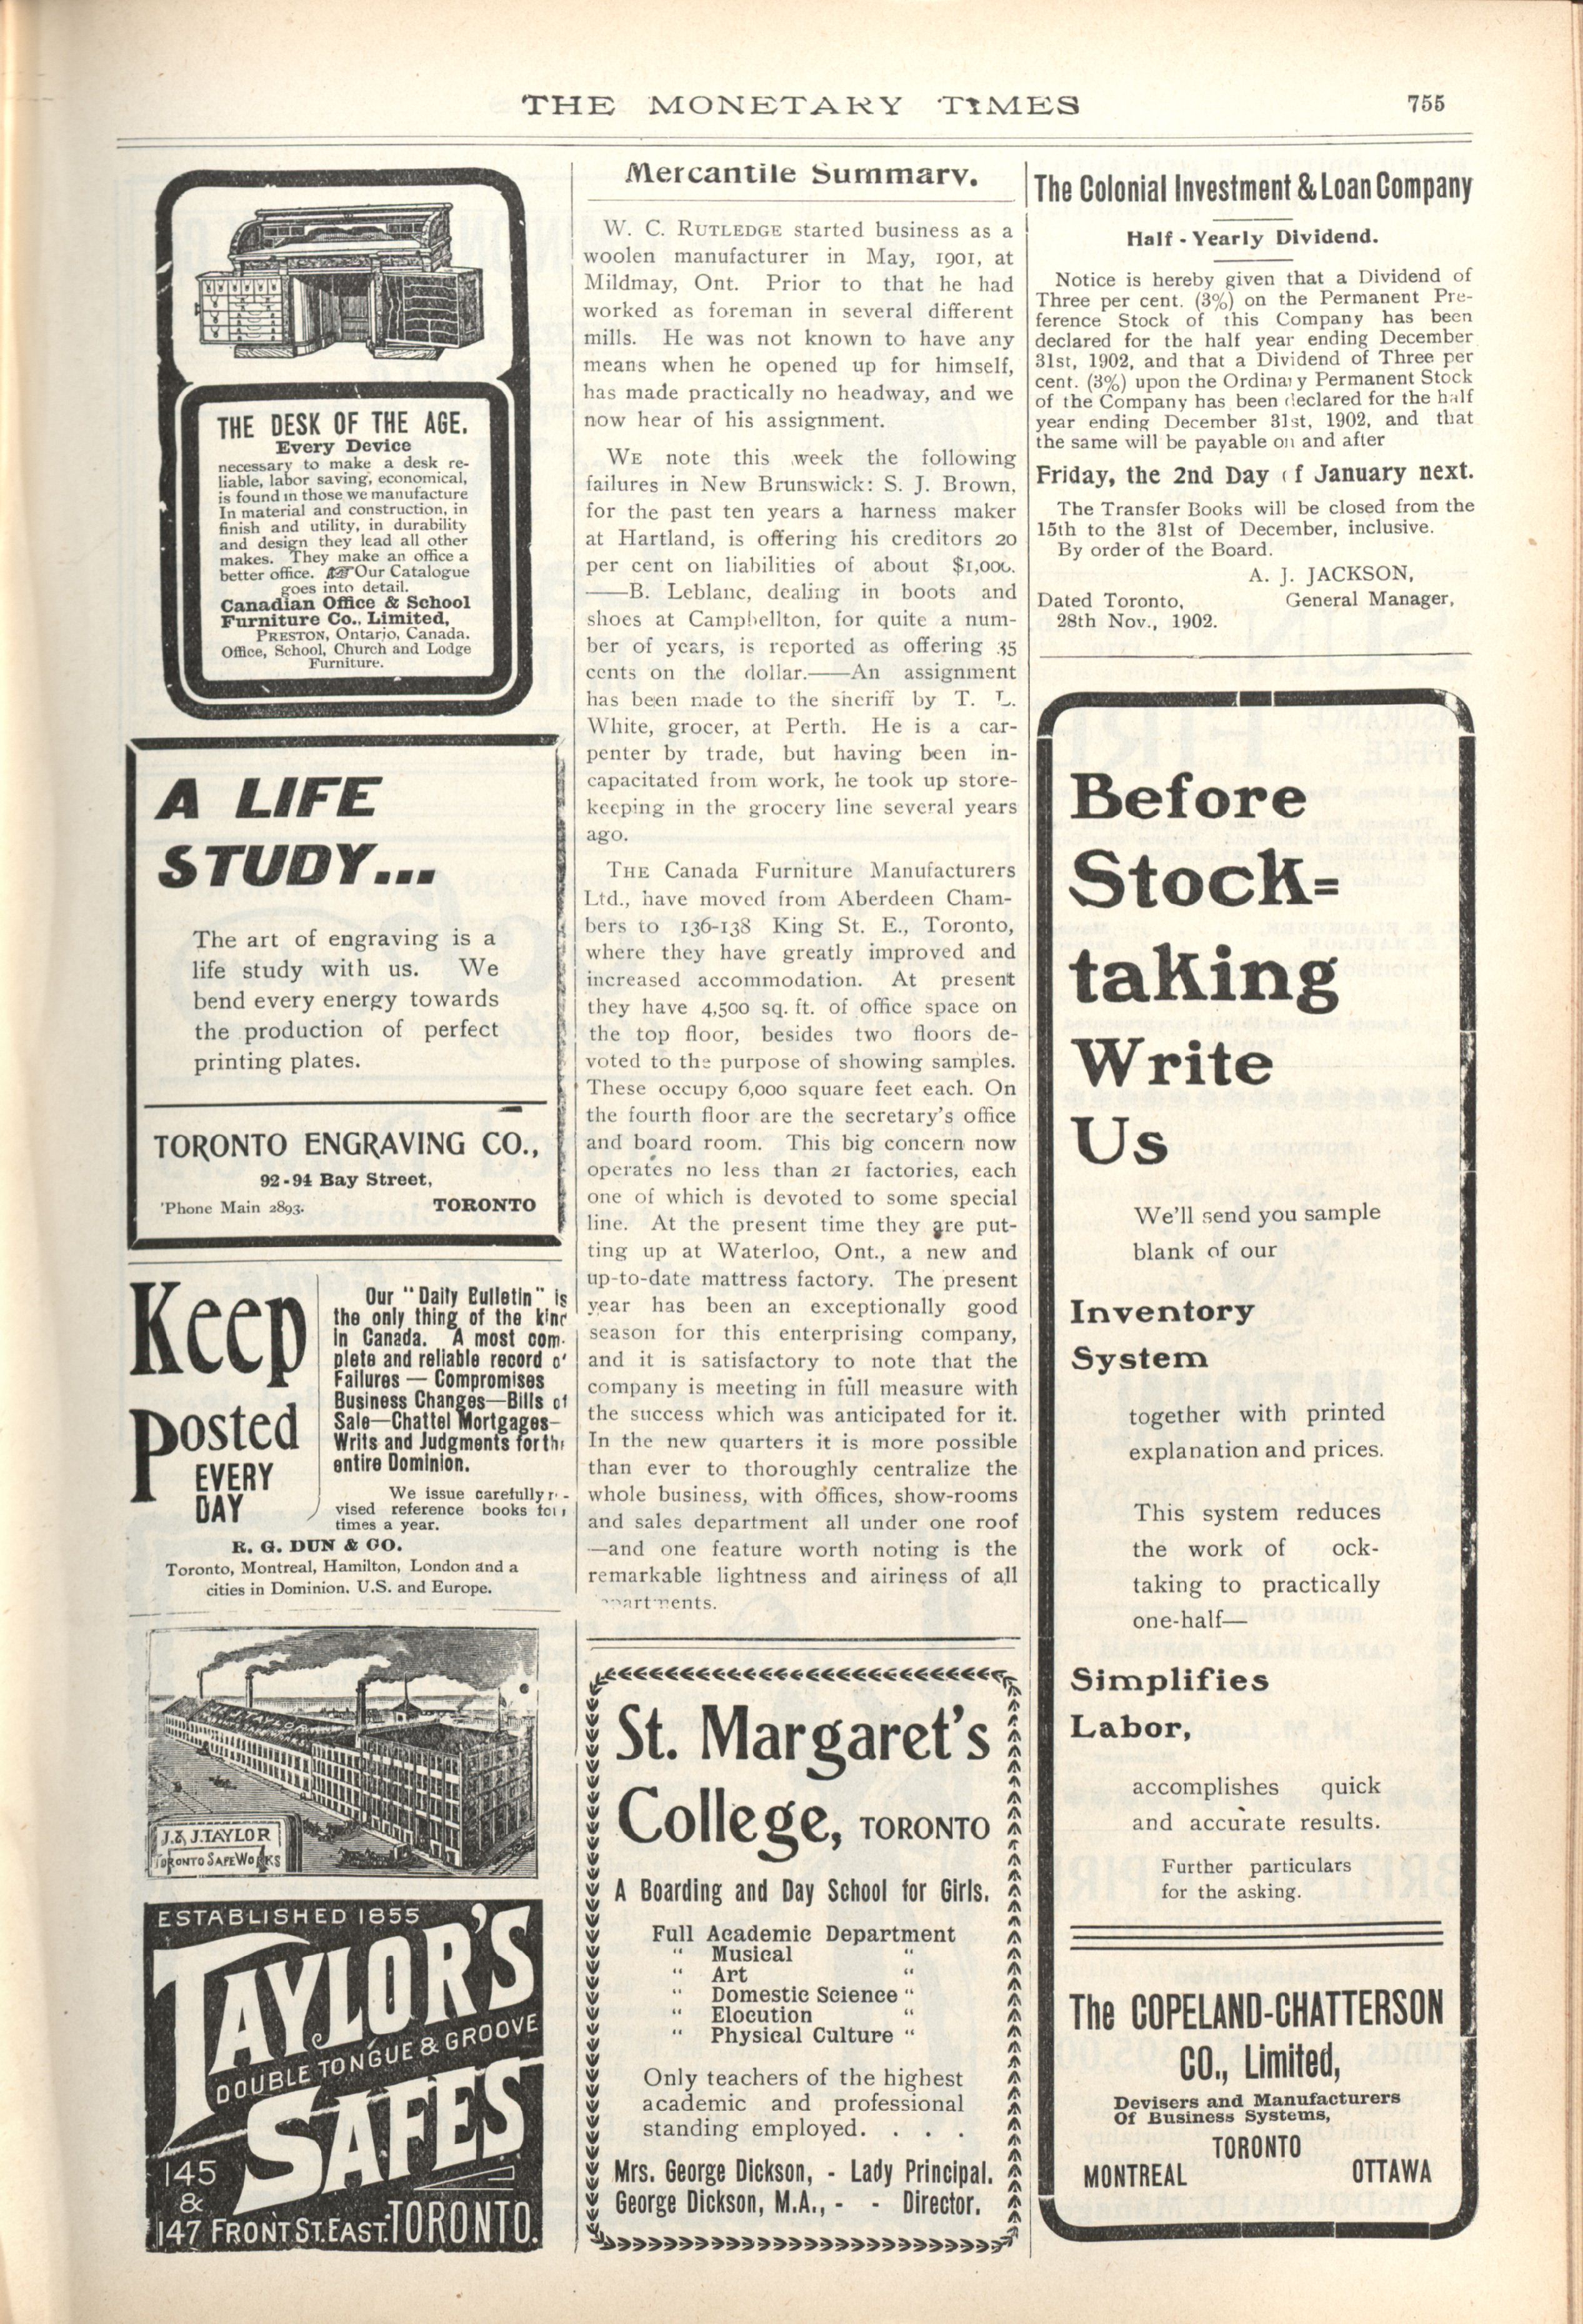 THE MONETARY TIMES
755
THE DESK OF THE AGE.
Every Device
necessary to make a desk re-
liable, labor saving, economical,
is found in those we manufacture
In material and construction, in
finish and utility, in durability
and design they lead all other
makes. They make an office a
better office. Our Catalogue
goes into detail.
Canadian Office & School
Furniture Co., Limited,
PRESTON, Ontario, Canada.
Office, School, Church and Lodge
Furniture.
A LIFE
STUDY...
The art of engraving is a
life study with us. We
bend every energy towards
the production of perfect
printing plates.
TORONTO ENGRAVING CO.,
92-94 Bay Street,
'Phone Main 2893. TORONTO
Keep
Posted
EVERY
DAY
Our "Daily Bulletin" is
the only thing of the kind
in Canada. A most com-
plete and reliable record of
Failures — Compromises
Business Changes—Bills of
Sale—Chattel Mortgages—
Writs and Judgments for the
entire Dominion.
We issue carefully re-
vised reference books four
times a year.
R. G. DUN & CO.
Toronto, Montreal, Hamilton, London and a
cities in Dominion. U.S. and Europe.
J. & J. TAYLOR
TORONTO SAFE WORKS
ESTABLISHED 1855
TAYLOR'S
DOUBLE TONGUE & GROOVE
SAFES
145
&
147 FRONT ST. EAST. TORONTO.
Mercantile Summary.
W. C. RUTLEDGE started business as a
woolen manufacturer in May, 1901, at
Mildmay, Ont. Prior to that he had
worked as foreman in several different
mills. He was not known to have any
means when he opened up for himself,
has made practically no headway, and we
now hear of his assignment.
WE note this week the following
failures in New Brunswick: S. J. Brown,
for the past ten years a harness maker
at Hartland, is offering his creditors 20
per cent on liabilities of about $1,000.
——B. Leblanc, dealing in boots and
shoes at Campbellton, for quite a num-
ber of years, is reported as offering 35
cents on the dollar.——An assignment
has been made to the sheriff by T. L.
White, grocer, at Perth. He is a car-
penter by trade, but having been in-
capacitated from work, he took up store-
keeping in the grocery line several years
ago.
THE Canada Furniture Manufacturers
Ltd., have moved from Aberdeen Cham-
bers to 136-138 King St. E., Toronto,
where they have greatly improved and
increased accommodation. At present
they have 4,500 sq. ft. of office space on
the top floor, besides two floors de-
voted to the purpose of showing samples.
These occupy 6,000 square feet each. On
the fourth floor are the secretary's office
and board room. This big concern now
operates no less than 21 factories, each
one of which is devoted to some special
line. At the present time they are put-
ting up at Waterloo, Ont., a new and
up-to-date mattress factory. The present
year has been an exceptionally good
season for this enterprising company,
and it is satisfactory to note that the
company is meeting in full measure with
the success which was anticipated for it.
In the new quarters it is more possible
than ever to thoroughly centralize the
whole business, with offices, show-rooms
and sales department all under one roof
—and one feature worth noting is the
remarkable lightness and airiness of all
St. Margaret's
College, TORONTO
A Boarding and Day School for Girls.
Full Academic Department
" Musical "
" Art "
" Domestic Science "
" Elocution "
" Physical Culture "
Only teachers of the highest
academic and professional
standing employed. . . .
Mrs. George Dickson, - Lady Principal.
George Dickson, M.A., - - Director.
The Colonial Investment & Loan Company
Half-Yearly Dividend.
Notice is hereby given that a Dividend of
Three per cent. (3%) on the Permanent Pre-
ference Stock of this Company has been
declared for the half year ending December
31st, 1902, and that a Dividend of Three per
cent. (3%) upon the Ordinary Permanent Stock
of the Company has been declared for the half
year ending December 31st, 1902, and that
the same will be payable on and after
Friday, the 2nd Day of January next.
The Transfer Books will be closed from the
15th to the 31st of December, inclusive.
By order of the Board.
A. J. JACKSON,
Dated Toronto, General Manager,
28th Nov., 1902.
Before
Stock=
taking
Write
Us
We'll send you sample
blank of our
Inventory
System
together with printed
explanation and prices.
This system reduces
the work of ock-
taking to practically
one-half—
Simplifies
Labor,
accomplishes quick
and accurate results.
Further particulars
for the asking.
The COPELAND-CHATTERSON
CO., Limited,
Devisers and Manufacturers
Of Business Systems,
TORONTO
MONTREAL OTTAWA